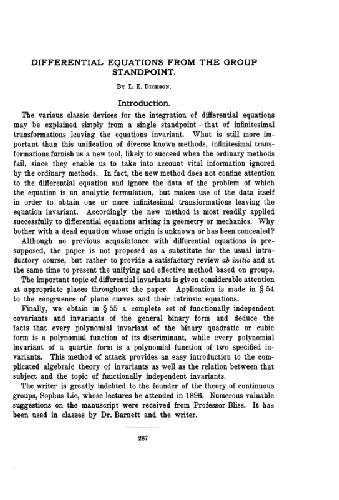 DIFFERENTIAL EQUATIONS FROM THE GROUP
STANDPOINT.
BY L. E. DICKSON.
Introduction.
The various classic devices for the integration of differential equations
may be explained simply from a single standpoint—that of infinitesimal
transformations leaving the equations invariant. What is still more im-
portant than this unification of diverse known methods, infinitesimal trans-
formations furnish us a new tool, likely to succeed when the ordinary methods
fail, since they enable us to take into account vital information ignored
by the ordinary methods. In fact, the new method does not confine attention
to the differential equation and ignore the data of the problem of which
the equation is an analytic formulation, but makes use of the data itself
in order to obtain one or more infinitesimal transformations leaving the
equation invariant. Accordingly the new method is most readily applied
successfully to differential equations arising in geometry or mechanics. Why
bother with a dead equation whose origin is unknown or has been concealed?
Although no previous acquaintance with differential equations is pre-
supposed, the paper is not proposed as a substitute for the usual intro-
ductory course, but rather to provide a satisfactory review ab initio and at
the same time to present the unifying and effective method based on groups.
The important topic of differential invariants is given considerable attention
at appropriate places throughout the paper. Application is made in § 54
to the congruence of plane curves and their intrinsic equations.
Finally, we obtain in § 55 a complete set of functionally independent
covariants and invariants of the general binary form and deduce the
facts that every polynomial invariant of the binary quadratic or cubic
form is a polynomial function of its discriminant, while every polynomial
invariant of a quartic form is a polynomial function of two specified in-
variants. This method of attack provides an easy introduction to the com-
plicated algebraic theory of invariants as well as the relation between that
subject and the topic of functionally independent invariants.
The writer is greatly indebted to the founder of the theory of continuous
groups, Sophus Lie, whose lectures he attended in 1896. Numerous valuable
suggestions on the manuscript were received from Professor Bliss. It has
been used in classes by Dr. Barnett and the writer.
287